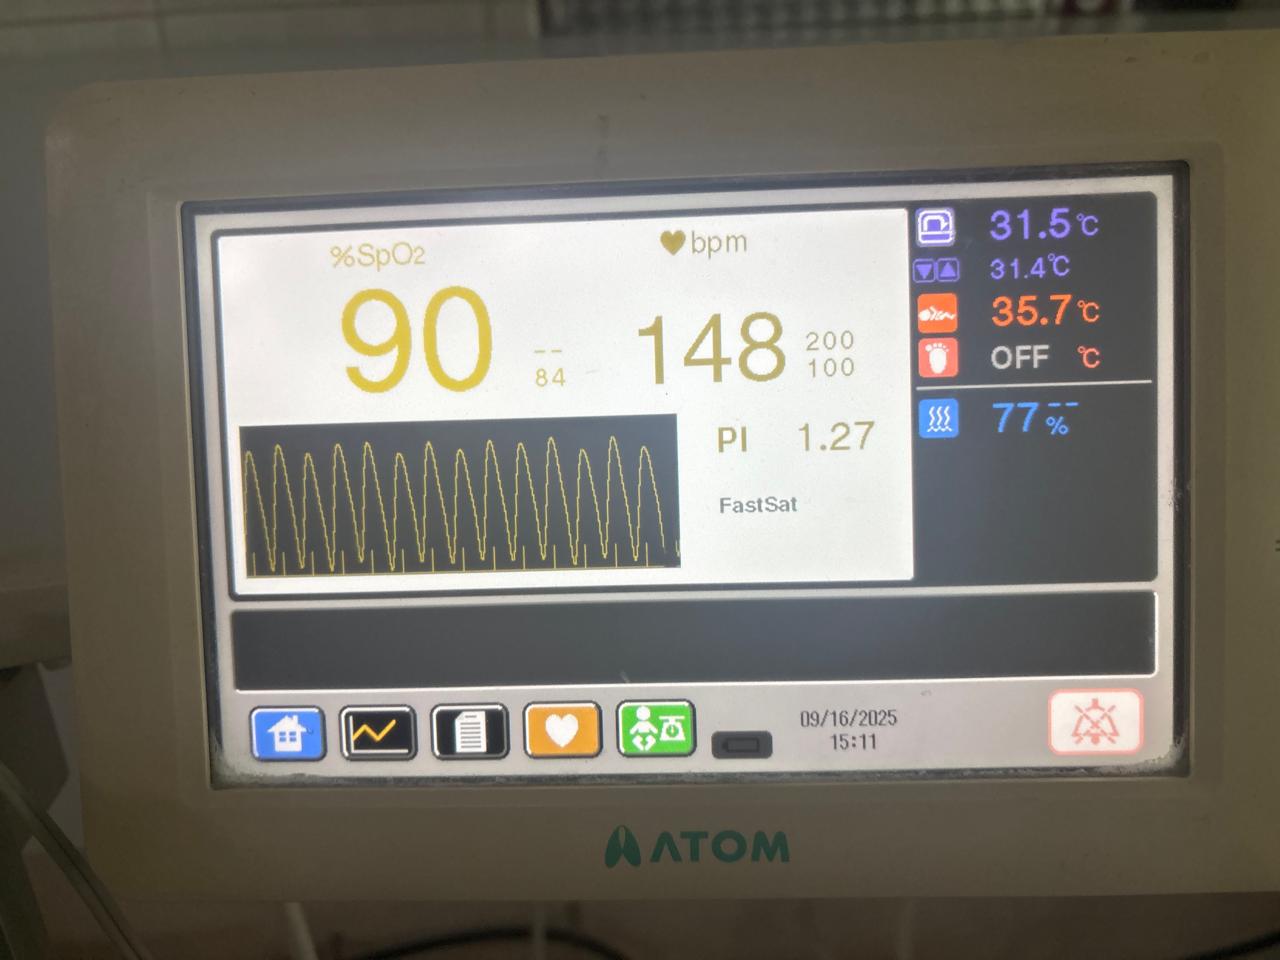 %SpO2
90
--
84
♥bpm
148
200
100
PI 1.27
FastSat
31.5℃
31.4℃
35.7℃
OFF ℃
77 --
%
09/16/2025
15:11
ATOM